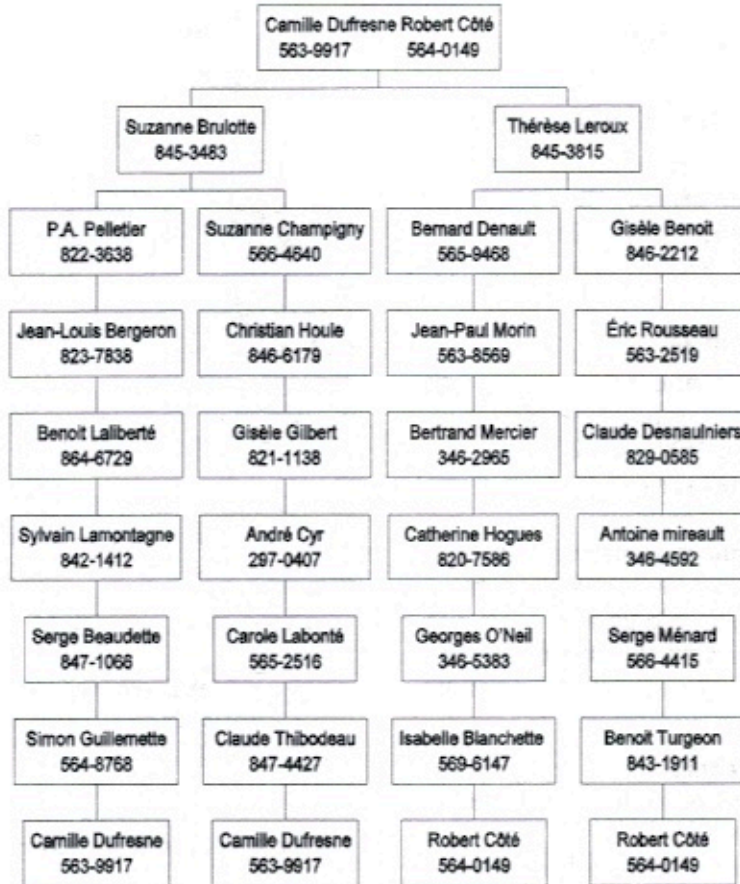 Camille Dufresne Robert Côté
563-9917 564-0149
Suzanne Brulotte
845-3483
Thérèse Leroux
845-3815
P.A. Pelletier
822-3638
Suzanne Champigny
566-4640
Bernard Denault
565-9468
Gisèle Benoit
846-2212
Jean-Louis Bergeron
823-7838
Christian Houle
846-6179
Jean-Paul Morin
563-8569
Éric Rousseau
563-2519
Benoit Laliberté
864-6729
Gisèle Gilbert
821-1138
Bertrand Mercier
346-2965
Claude Desnaulniers
829-0585
Sylvain Lamontagne
842-1412
André Cyr
297-0407
Catherine Hogues
820-7586
Antoine mireault
346-4592
Serge Beaudette
847-1066
Carole Labonté
565-2516
Georges O'Neil
346-5383
Serge Ménard
566-4415
Simon Guillemette
564-8768
Claude Thibodeau
847-4427
Isabelle Blanchette
569-6147
Benoit Turgeon
843-1911
Camille Dufresne
563-9917
Camille Dufresne
563-9917
Robert Côté
564-0149
Robert Côté
564-0149